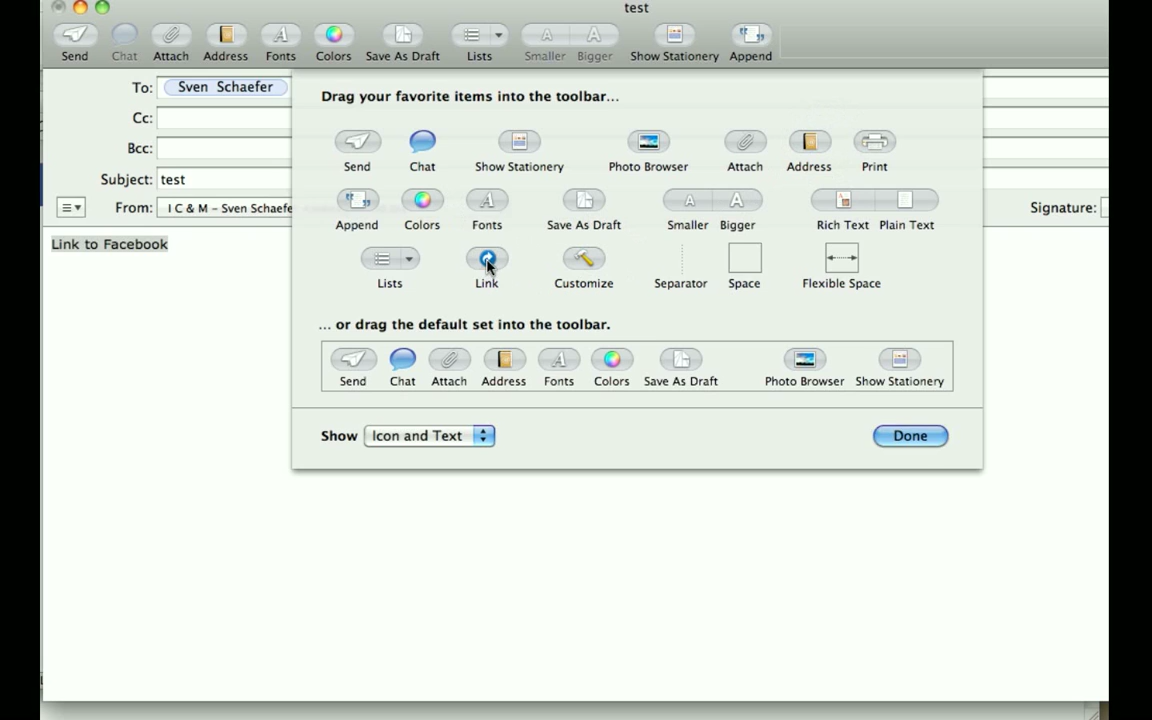 test
Send Chat Attach Address Fonts Colors Save As Draft Lists Smaller Bigger Show Stationery Append
To: Sven Schaefer
Drag your favorite items into the toolbar...
Cc:
Bcc:
Send Chat Show Stationery Photo Browser Attach Address Print
Subject: test
From: I C & M – Sven Schaefe
Signature:
Append Colors Fonts Save As Draft Smaller Bigger Rich Text Plain Text
Link to Facebook
Lists Link Customize Separator Space Flexible Space
... or drag the default set into the toolbar.
Send Chat Attach Address Fonts Colors Save As Draft Photo Browser Show Stationery
Show Icon and Text Done